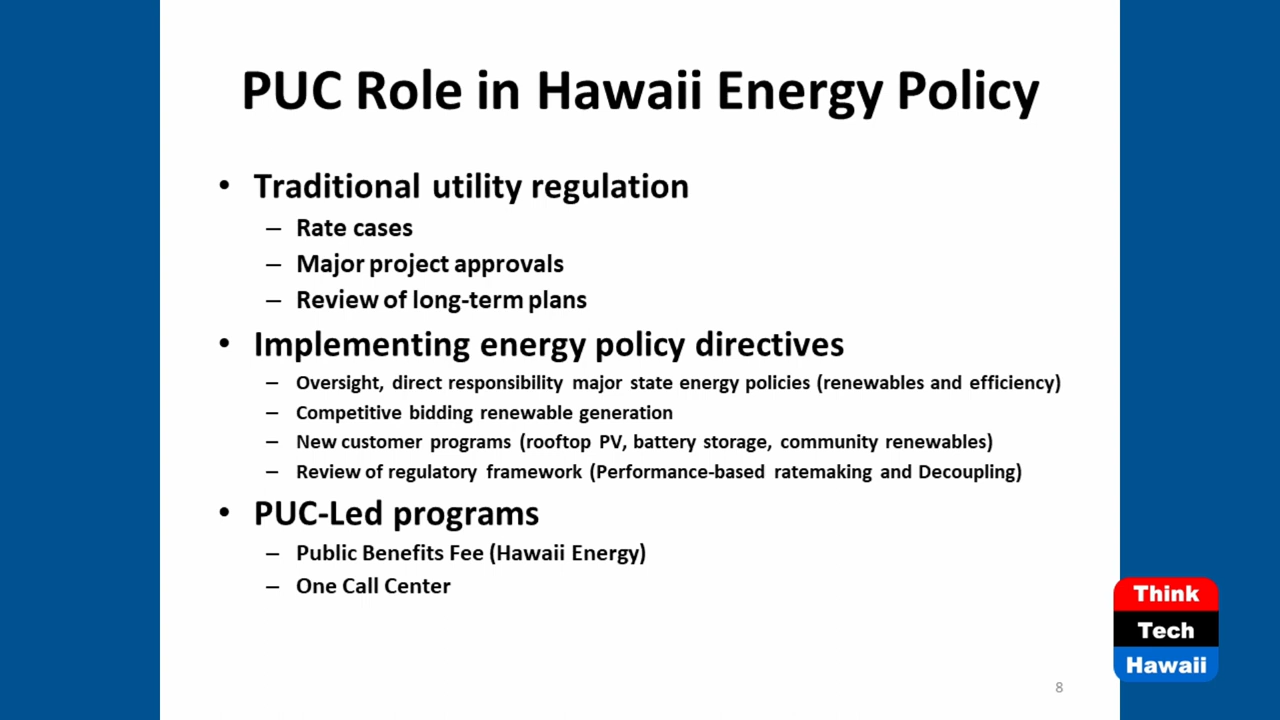 PUC Role in Hawaii Energy Policy
• Traditional utility regulation
– Rate cases
– Major project approvals
– Review of long-term plans
• Implementing energy policy directives
– Oversight, direct responsibility major state energy policies (renewables and efficiency)
– Competitive bidding renewable generation
– New customer programs (rooftop PV, battery storage, community renewables)
– Review of regulatory framework (Performance-based ratemaking and Decoupling)
• PUC-Led programs
– Public Benefits Fee (Hawaii Energy)
– One Call Center
Think
Tech
Hawaii
8